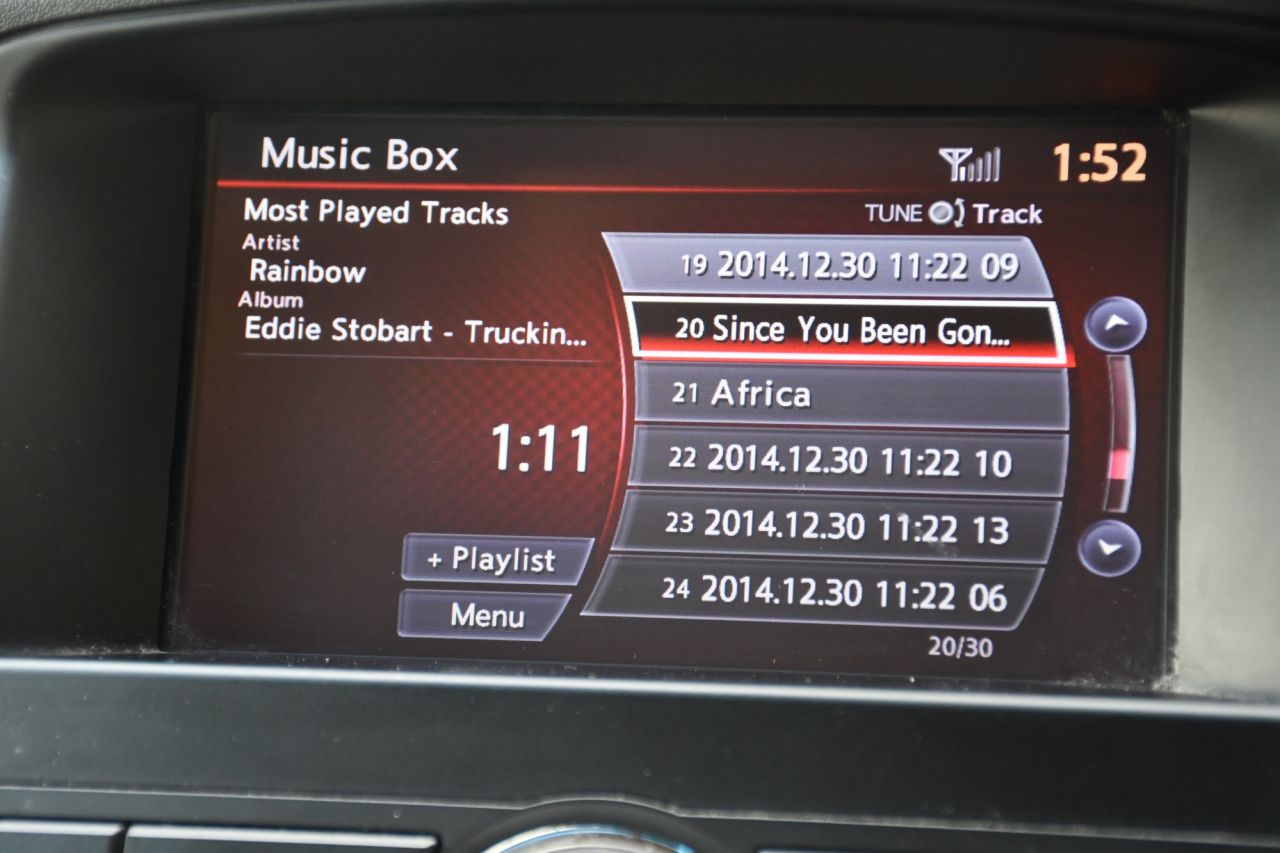 Music Box
1:52
Most Played Tracks
TUNE Track
Artist
Rainbow
Album
Eddie Stobart - Truckin...
1:11
19 2014.12.30 11:22 09
20 Since You Been Gon...
21 Africa
22 2014.12.30 11:22 10
23 2014.12.30 11:22 13
24 2014.12.30 11:22 06
+ Playlist
Menu
20/30